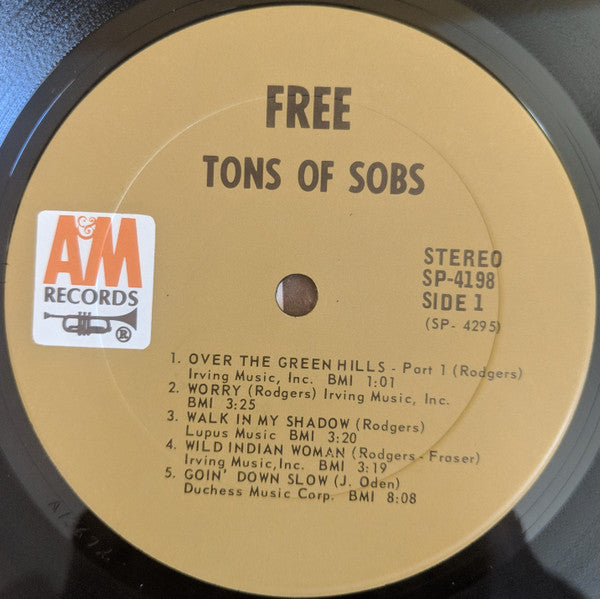 FREE
TONS OF SOBS
A&M
RECORDS
®
STEREO
SP-4198
SIDE 1
(SP- 4295)
1. OVER THE GREEN HILLS - Part 1 (Rodgers)
Irving Music, Inc. BMI 1:01
2. WORRY (Rodgers) Irving Music, Inc.
BMI 3:25
3. WALK IN MY SHADOW (Rodgers)
Lupus Music BMI 3:20
4. WILD INDIAN WOMAN (Rodgers - Fraser)
Irving Music,Inc. BMI 3:19
5. GOIN' DOWN SLOW (J. Oden)
Duchess Music Corp. BMI 8:08